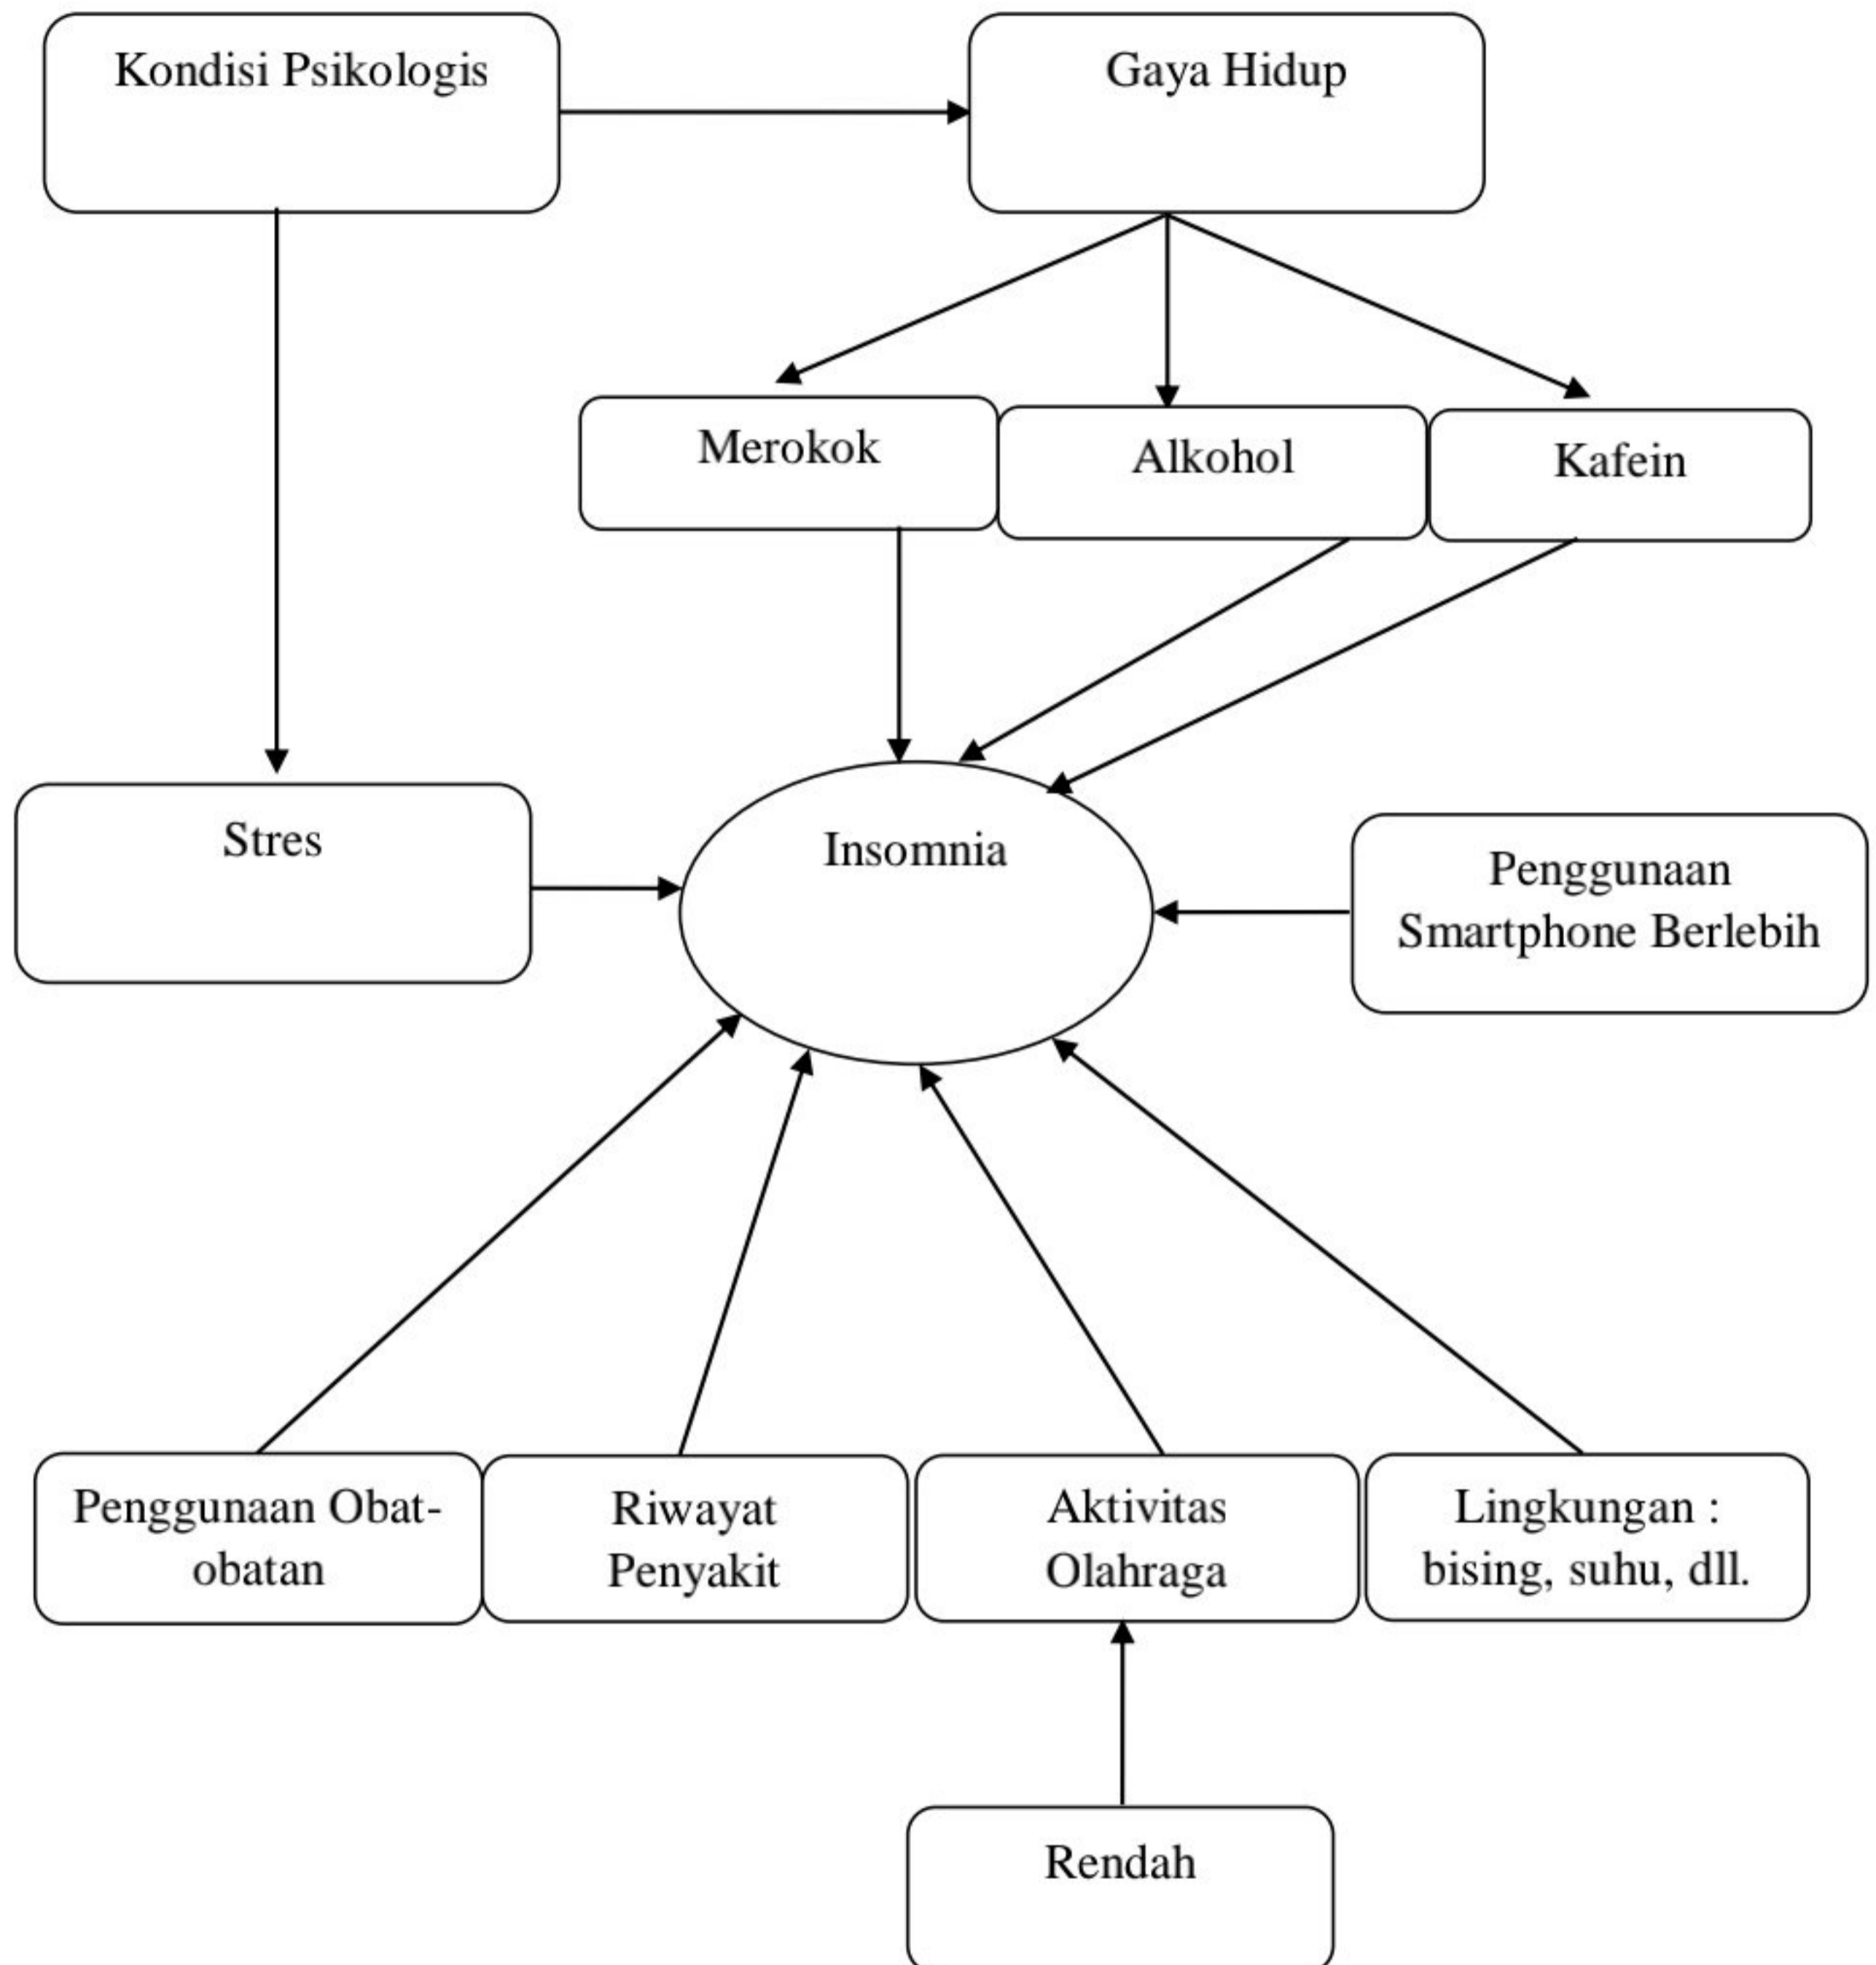 Kondisi Psikologis
Gaya Hidup
Merokok
Alkohol
Kafein
Stres
Insomnia
Penggunaan
Smartphone Berlebih
Penggunaan Obat-
obatan
Riwayat
Penyakit
Aktivitas
Olahraga
Lingkungan :
bising, suhu, dll.
Rendah